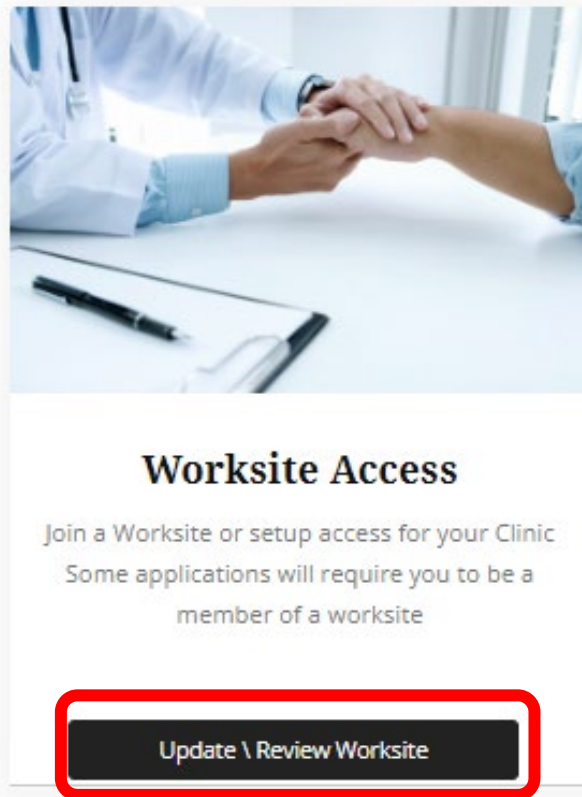 Worksite Access
Join a Worksite or setup access for your Clinic
Some applications will require you to be a
member of a worksite
Update \ Review Worksite